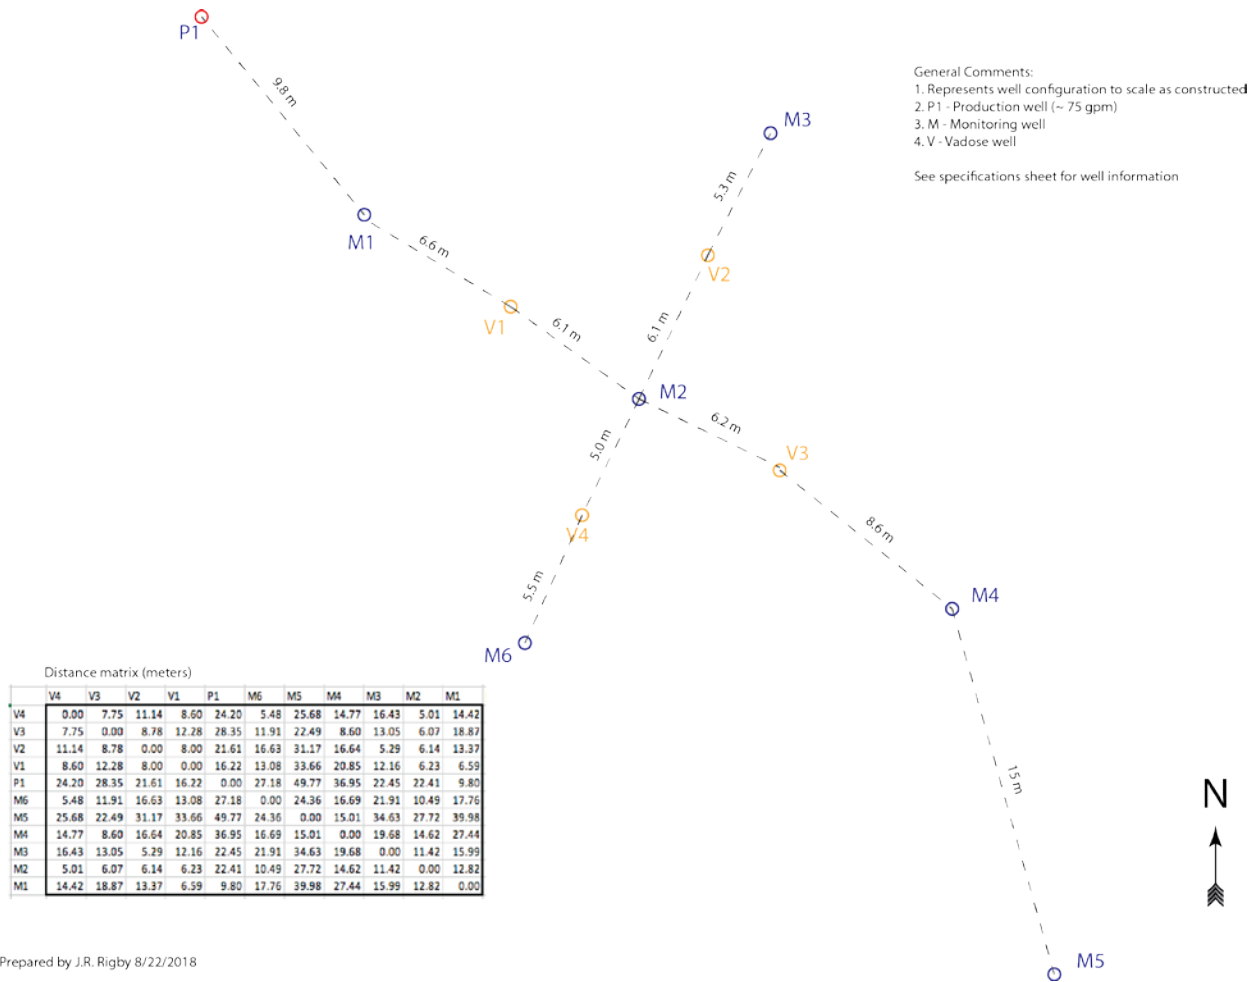 P1
9.8 m
General Comments:
1. Represents well configuration to scale as constructed
2. P1 - Production well (~ 75 gpm)
3. M - Monitoring well
4. V - Vadose well
See specifications sheet for well information
M3
5.3 m
M1
6.6 m
V2
V1
6.1 m
6.1 m
M2
6.2 m
5.0 m
V3
V4
8.6 m
5.5 m
M4
M6
15 m
N
M5
Distance matrix (meters)
V4 V3 V2 V1 P1 M6 M5 M4 M3 M2 M1
V4 0.00 7.75 11.14 8.60 24.20 5.48 25.68 14.77 16.43 5.01 14.42
V3 7.75 0.00 8.78 12.28 28.35 11.91 22.49 8.60 13.05 6.07 18.87
V2 11.14 8.78 0.00 8.00 21.61 16.63 31.17 16.64 5.29 6.14 13.37
V1 8.60 12.28 8.00 0.00 16.22 13.08 33.66 20.85 12.16 6.23 6.59
P1 24.20 28.35 21.61 16.22 0.00 27.18 49.77 36.95 22.45 22.41 9.80
M6 5.48 11.91 16.63 13.08 27.18 0.00 24.36 16.69 21.91 10.49 17.76
M5 25.68 22.49 31.17 33.66 49.77 24.36 0.00 15.01 34.63 27.72 39.98
M4 14.77 8.60 16.64 20.85 36.95 16.69 15.01 0.00 19.68 14.62 27.44
M3 16.43 13.05 5.29 12.16 22.45 21.91 34.63 19.68 0.00 11.42 15.99
M2 5.01 6.07 6.14 6.23 22.41 10.49 27.72 14.62 11.42 0.00 12.82
M1 14.42 18.87 13.37 6.59 9.80 17.76 39.98 27.44 15.99 12.82 0.00
Prepared by J.R. Rigby 8/22/2018